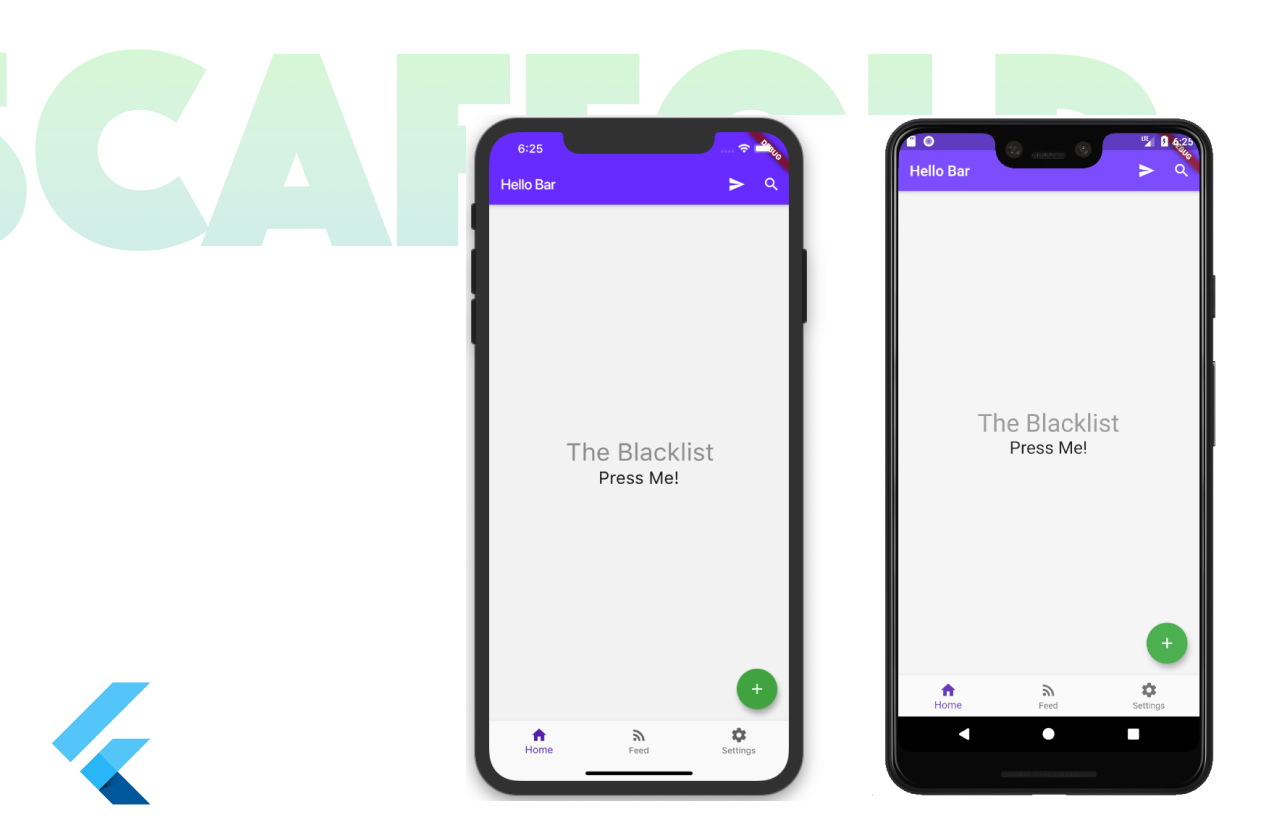 SCAFFOLD
6:25
DEBUG
Hello Bar
The Blacklist
Press Me!
+
Home
Feed
Settings
6:25
DEBUG
Hello Bar
The Blacklist
Press Me!
+
Home
Feed
Settings